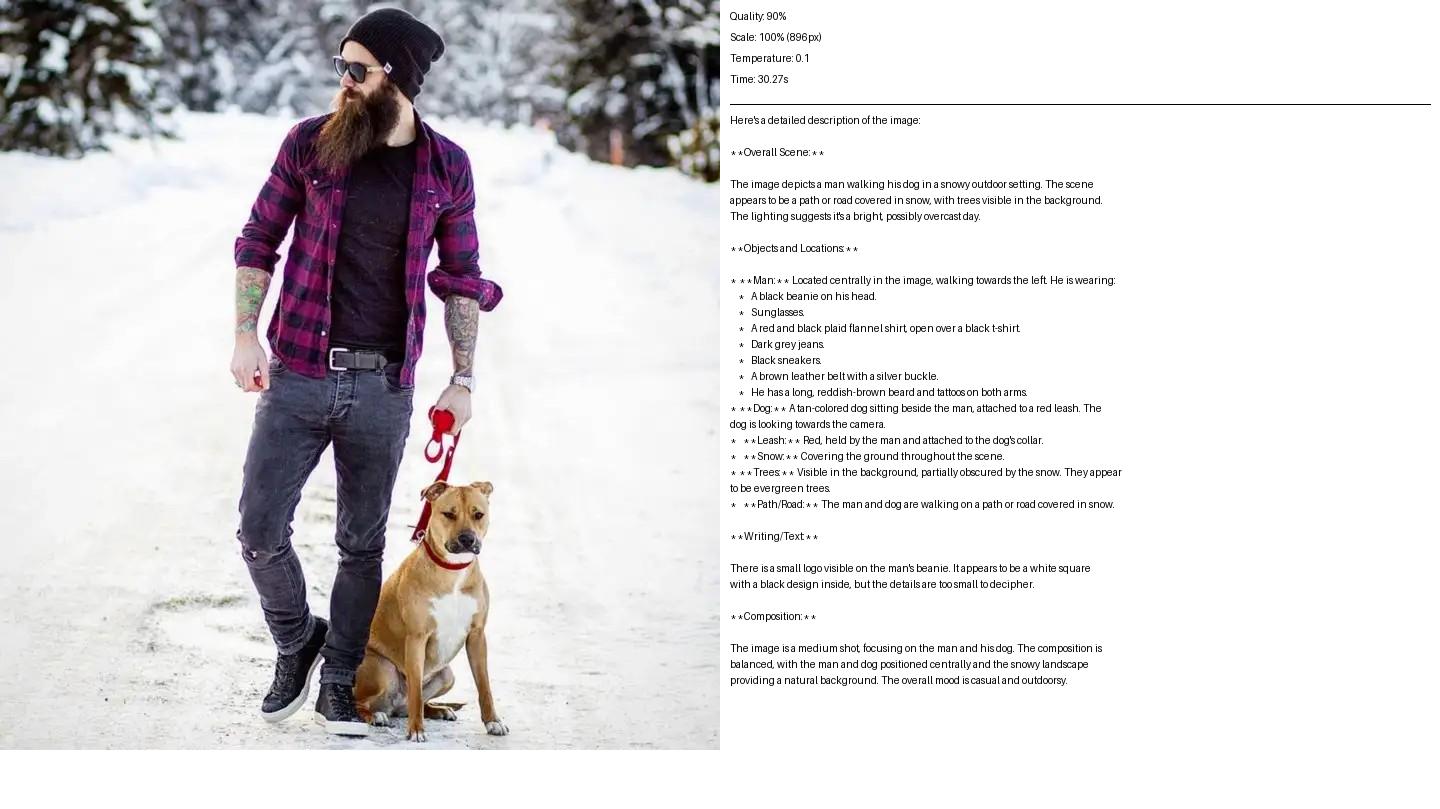 Quality: 90%
Scale: 100% (896px)
Temperature: 0.1
Time: 30.27s
Here's a detailed description of the image:
**Overall Scene:**
The image depicts a man walking his dog in a snowy outdoor setting. The scene
appears to be a path or road covered in snow, with trees visible in the background.
The lighting suggests it's a bright, possibly overcast day.
**Objects and Locations:**
* **Man:** Located centrally in the image, walking towards the left. He is wearing:
* A black beanie on his head.
* Sunglasses.
* A red and black plaid flannel shirt, open over a black t-shirt.
* Dark grey jeans.
* Black sneakers.
* A brown leather belt with a silver buckle.
* He has a long, reddish-brown beard and tattoos on both arms.
* **Dog:** A tan-colored dog sitting beside the man, attached to a red leash. The
dog is looking towards the camera.
* **Leash:** Red, held by the man and attached to the dog's collar.
* **Snow:** Covering the ground throughout the scene.
* **Trees:** Visible in the background, partially obscured by the snow. They appear
to be evergreen trees.
* **Path/Road:** The man and dog are walking on a path or road covered in snow.
**Writing/Text:**
There is a small logo visible on the man's beanie. It appears to be a white square
with a black design inside, but the details are too small to decipher.
**Composition:**
The image is a medium shot, focusing on the man and his dog. The composition is
balanced, with the man and dog positioned centrally and the snowy landscape
providing a natural background. The overall mood is casual and outdoorsy.